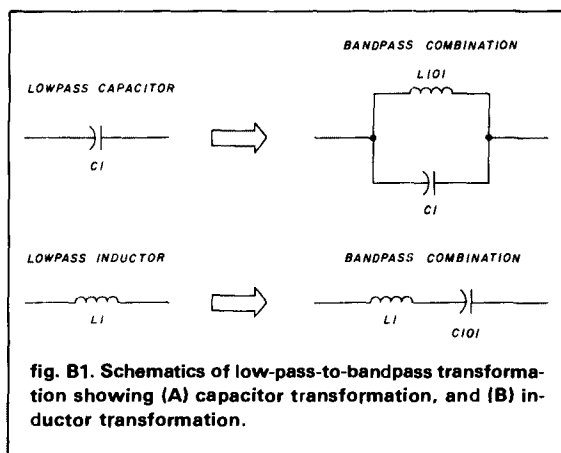 BANDPASS COMBINATION
L101
LOWPASS CAPACITOR
C1
C1
LOWPASS INDUCTOR
BANDPASS COMBINATION
L1
L1
C101
fig. B1. Schematics of low-pass-to-bandpass transforma-
tion showing (A) capacitor transformation, and (B) in-
ductor transformation.